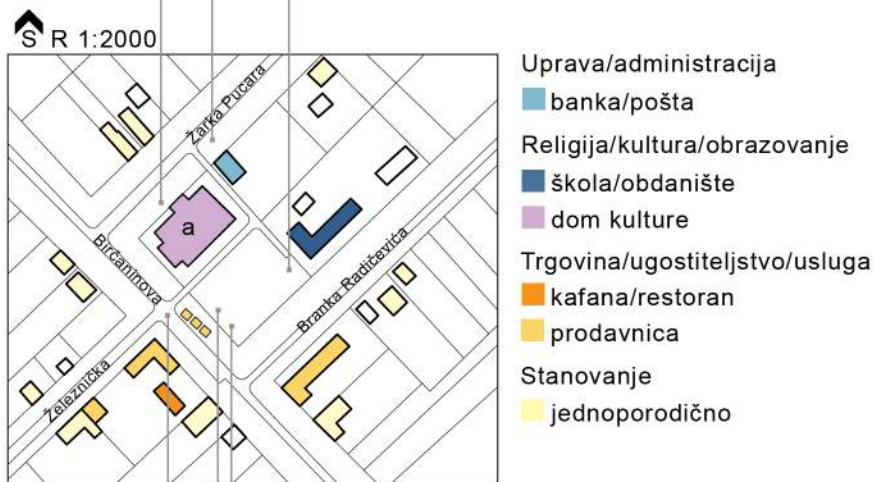 S R 1:2000
Žarka Pucara
a
Birčaninova
Branka Radičevića
Železnička
Uprava/administracija
banka/pošta
Religija/kultura/obrazovanje
škola/obdanište
dom kulture
Trgovina/ugostiteljstvo/usluga
kafana/restoran
prodavnica
Stanovanje
jednoporodično